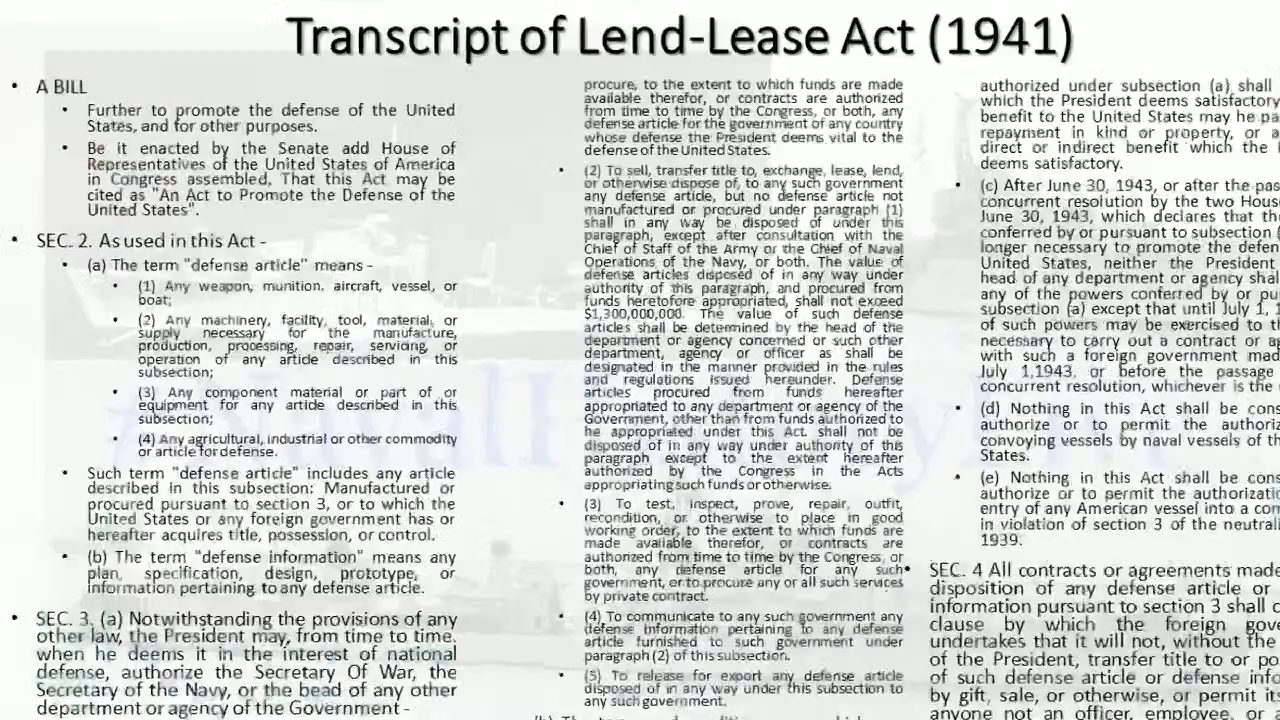 Transcript of Lend-Lease Act (1941)
• A BILL
• Further to promote the defense of the United
States, and for other purposes.
• Be it enacted by the Senate add House of
Representatives of the United States of America
in Congress assembled, That this Act may be
cited as "An Act to Promote the Defense of the
United States".
• SEC. 2. As used in this Act -
• (a) The term "defense article" means -
• (1) Any weapon, munition. aircraft, vessel, or
boat;
• (2) Any machinery, facility, tool, material, or
supply necessary for the manufacture,
production, processing, repair, servicing, or
operation of any article described in this
subsection;
• (3) Any component material or part of or
equipment for any article described in this
subsection;
• (4) Any agricultural, industrial or other commodity
or article for defense.
• Such term "defense article" includes any article
described in this subsection: Manufactured or
procured pursuant to section 3, or to which the
United States or any foreign government has or
hereafter acquires title, possession, or control.
• (b) The term "defense information" means any
plan, specification, design, prototype, or
information pertaining to any defense article.
• SEC. 3. (a) Notwithstanding the provisions of any
other law, the President may, from time to time.
when he deems it in the interest of national
defense, authorize the Secretary Of War, the
Secretary of the Navy, or the bead of any other
department or agency of the Government -
procure, to the extent to which funds are made
available therefor, or contracts are authorized
from time to time by the Congress, or both, any
defense article for the government of any country
whose defense the President deems vital to the
defense of the United States.
• (2) To sell, transfer title to, exchange, lease, lend,
or otherwise dispose of, to any such government
any defense article, but no defense article not
manufactured or procured under paragraph (1)
shall in any way be disposed of under this
paragraph, except after consultation with the
Chief of Staff of the Army or the Chief of Naval
Operations of the Navy, or both. The value of
defense articles disposed of in any way under
authority of this paragraph, and procured from
funds heretofore appropriated, shall not exceed
$1,300,000,000. The value of such defense
articles shall be determined by the head of the
department or agency concerned or such other
department, agency or officer as shall be
designated in the manner provided in the rules
and regulations issued hereunder. Defense
articles procured from funds hereafter
appropriated to any department or agency of the
Government, other than from funds authorized to
he appropriated under this Act. shall not be
disposed of in any way under authority of this
paragraph except to the extent hereafter
authorized by the Congress in the Acts
appropriating such funds or otherwise.
• (3) To test, inspect, prove, repair, outfit,
recondition, or otherwise to place in good
working order, to the extent to which funds are
made available therefor, or contracts are
authorized from time to time by the Congress, or
both, any defense article for any such
government, or to procure any or all such services
by private contract.
• (4) To communicate to any such government any
defense information pertaining to any defense
article furnished to such government under
paragraph (2) of this subsection.
• (5) To release for export any defense article
disposed of in any way under this subsection to
any such government.
authorized under subsection (a) shall
which the President deems satisfactory
benefit to the United States may be pa
repayment in kind or property, or a
direct or indirect benefit which the
deems satisfactory.
• (c) After June 30, 1943, or after the pas
concurrent resolution by the two Hous
June 30, 1943, which declares that th
conferred by or pursuant to subsection (
longer necessary to promote the defen
United States, neither the President
head of any department or agency shal
any of the powers conferred by or pu
subsection (a) except that until July 1, 1
of such powers may be exercised to th
necessary to carry out a contract or ag
with such a foreign government mad
July 1,1943, or before the passage
concurrent resolution, whichever is the
• (d) Nothing in this Act shall be cons
authorize or to permit the authoriz
convoying vessels by naval vessels of th
States.
• (e) Nothing in this Act shall be cons
authorize or to permit the authorizatio
entry of any American vessel into a con
in violation of section 3 of the neutrali
1939.
• SEC. 4 All contracts or agreements made
disposition of any defense article or
information pursuant to section 3 shall c
clause by which the foreign gove
undertakes that it will not, without the
of the President, transfer title to or po
of such defense article or defense info
by gift, sale, or otherwise, or permit its
anyone not an officer, employee, or a